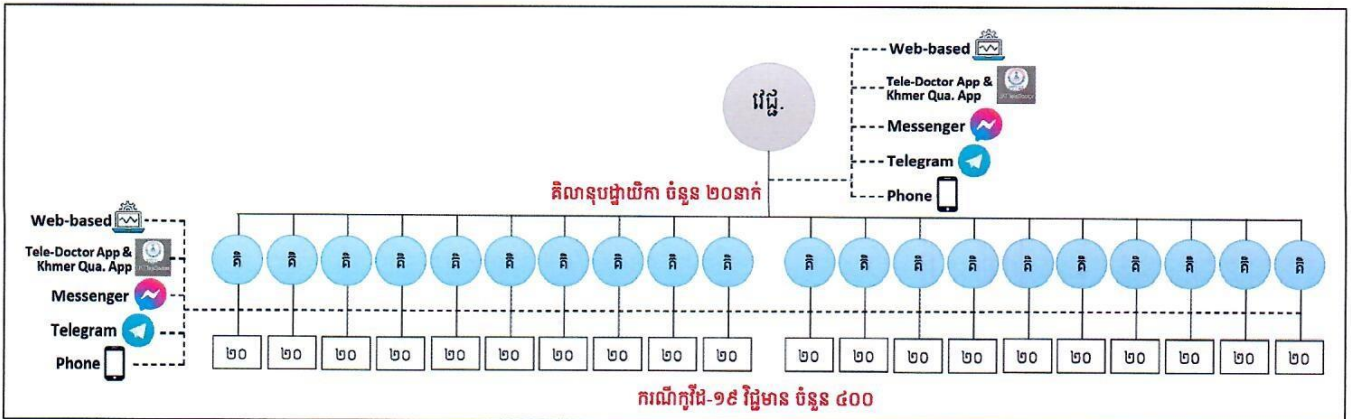 Web-based
Tele-Doctor App &
Khmer Qua. App
Messenger
Telegram
Phone
វេជ្ជ.
គិលានុបដ្ឋាយិកា ចំនួន ២០នាក់
Web-based
Tele-Doctor App &
Khmer Qua. App
Messenger
Telegram
Phone
គ គ គ គ គ គ គ គ គ គ គ គ គ គ គ គ គ គ គ គ
២០ ២០ ២០ ២០ ២០ ២០ ២០ ២០ ២០ ២០ ២០ ២០ ២០ ២០ ២០ ២០ ២០ ២០ ២០ ២០
ករណីកូវីដ-១៩ វិជ្ជមាន ចំនួន ៤០០